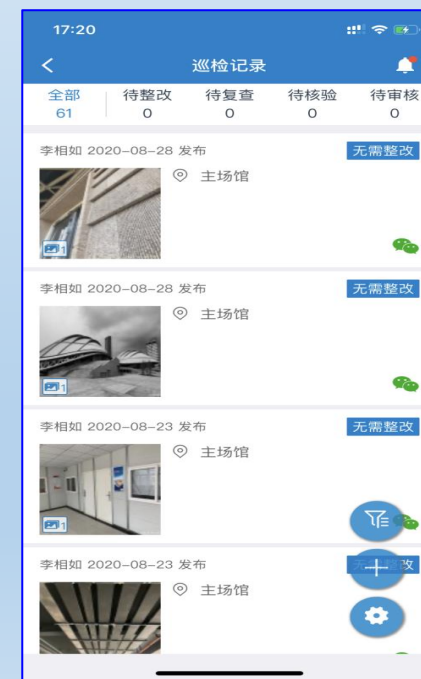 17:20
巡检记录
全部 待整改 待复查 待核验 待审核
61 0 0 0 0
李相如 2020-08-28 发布 无需整改
主场馆
1
李相如 2020-08-28 发布 无需整改
主场馆
1
李相如 2020-08-23 发布 无需整改
主场馆
1
李相如 2020-08-23 发布 无 改
主场馆